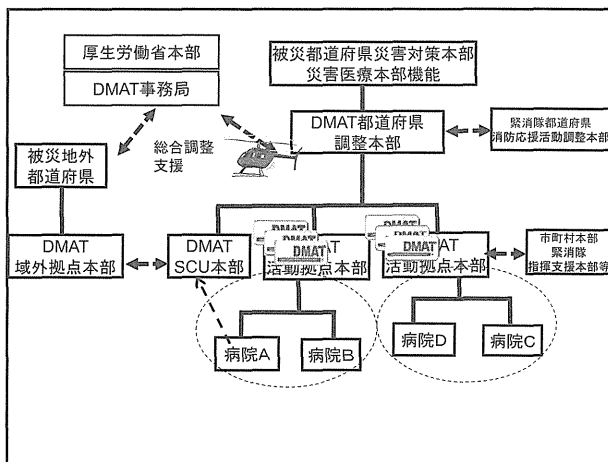 厚生労働省本部
DMAT事務局
被災都道府県災害対策本部
災害医療本部機能
DMAT都道府県
調整本部
緊消隊都道府県
消防応援活動調整本部
総合調整
支援
被災地外
都道府県
DMAT
域外拠点本部
DMAT
SCU本部
DMAT
DMAT
活動拠点本部
DMAT
MAT
活動拠点本部
市町村本部
緊消隊
指揮支援本部等
病院A
病院B
病院D
病院C